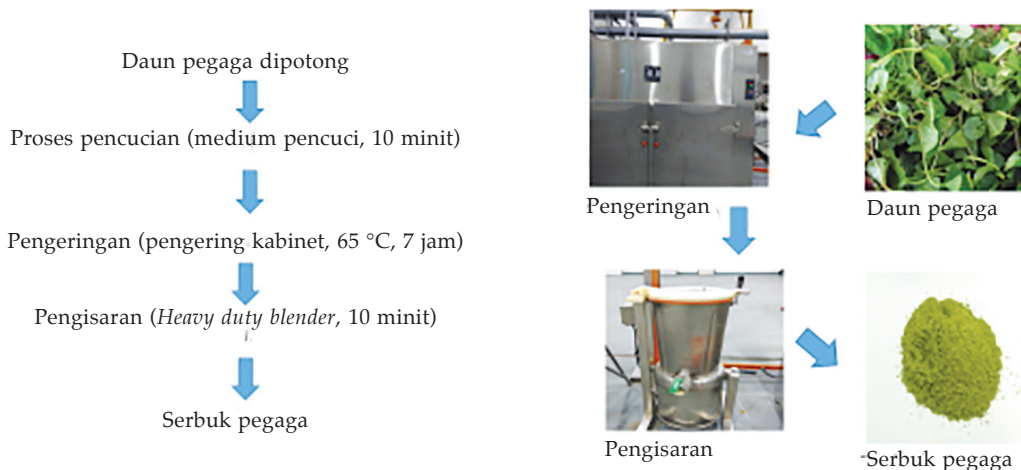 Daun pegaga dipotong
Proses pencucian (medium pencuci, 10 minit)
Pengeringan (pengering kabinet, 65 °C, 7 jam)
Pengisaran (Heavy duty blender, 10 minit)
Serbuk pegaga
Pengeringan
Daun pegaga
Pengisaran
Serbuk pegaga